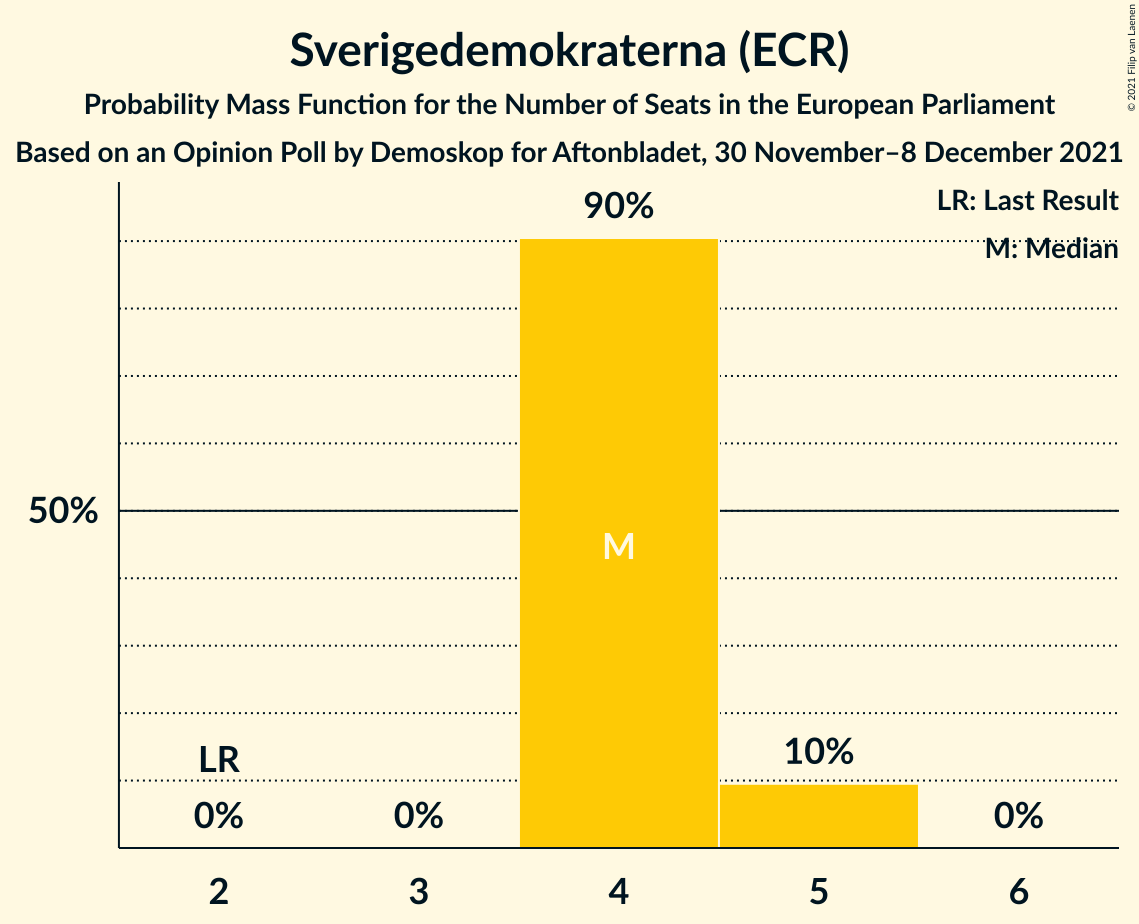 Sverigedemokraterna (ECR)
Probability Mass Function for the Number of Seats in the European Parliament
Based on an Opinion Poll by Demoskop for Aftonbladet, 30 November–8 December 2021
© 2021 Filip van Laenen
LR: Last Result
M: Median
90%
50%
M
LR
10%
0%
0%
0%
2
3
4
5
6